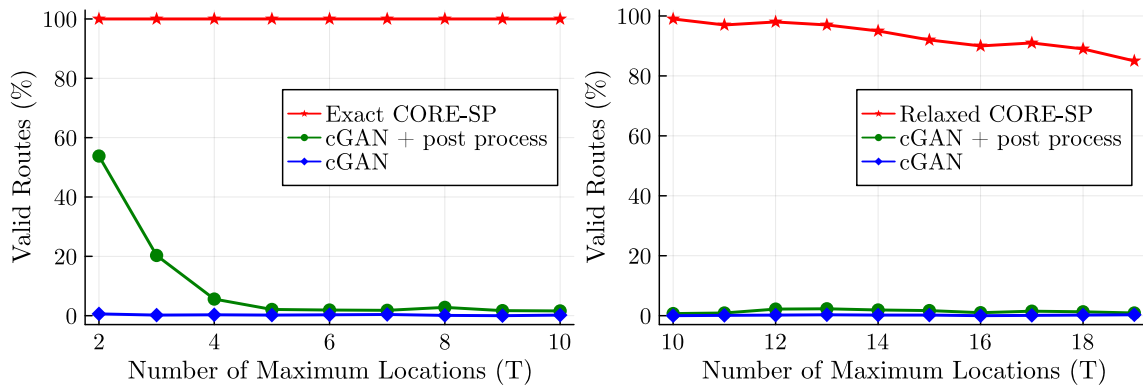 100
80
60
40
20
0
Valid Routes (%)
Exact CORE-SP
cGAN + post process
cGAN
2
4
6
8
10
Number of Maximum Locations (T)
100
80
60
40
20
0
Valid Routes (%)
Relaxed CORE-SP
cGAN + post process
cGAN
10
12
14
16
18
Number of Maximum Locations (T)